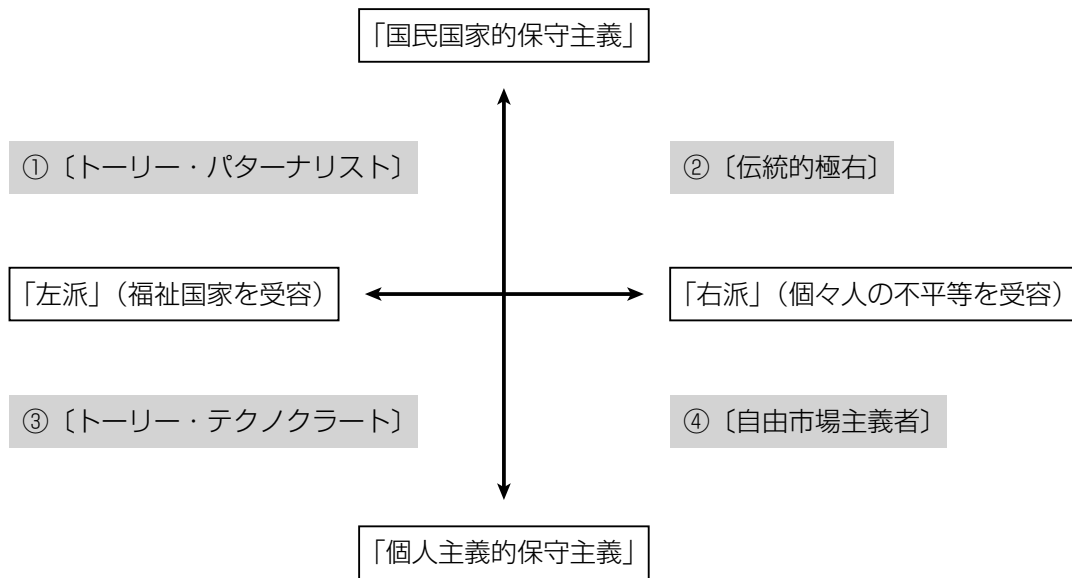 「国民国家的保守主義」
①〔トーリー・パターナリスト〕
②〔伝統的極右〕
「左派」（福祉国家を受容）
「右派」（個々人の不平等を受容）
③〔トーリー・テクノクラート〕
④〔自由市場主義者〕
「個人主義的保守主義」